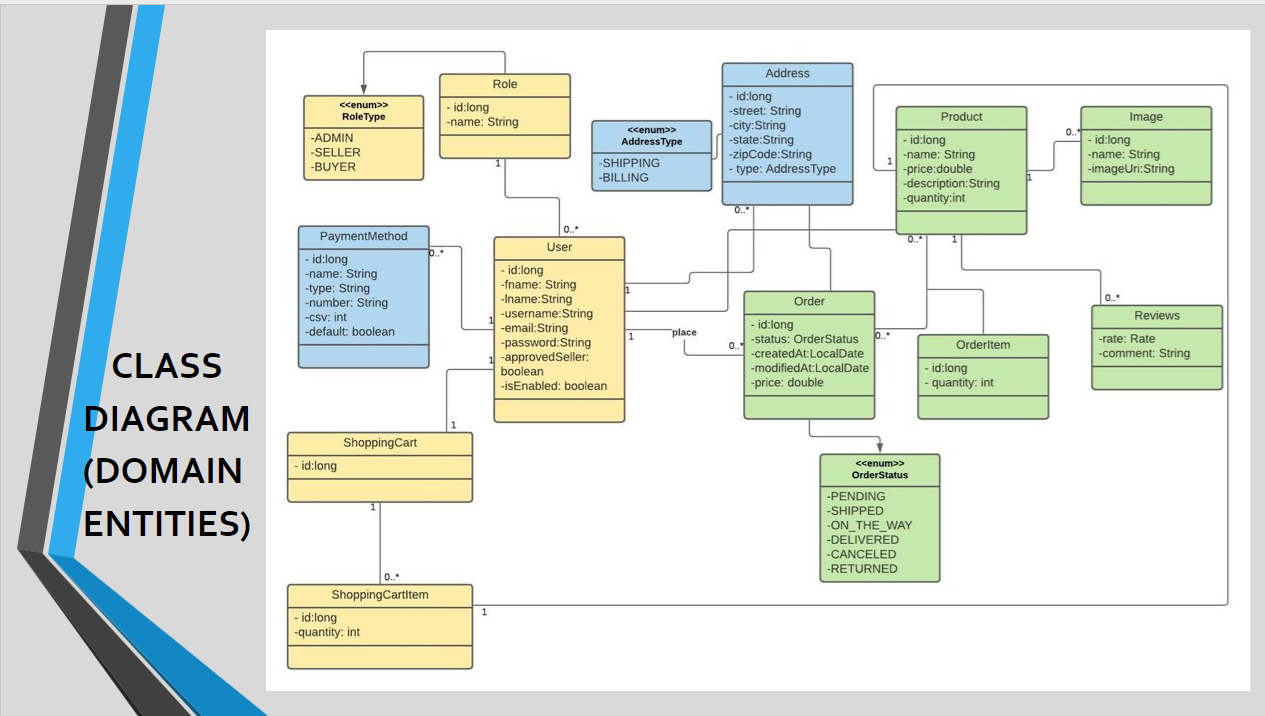 CLASS
DIAGRAM
(DOMAIN
ENTITIES)
<<enum>>
RoleType
-ADMIN
-SELLER
-BUYER
Role
- id:long
-name: String
1
0..*
<<enum>>
AddressType
-SHIPPING
-BILLING
Address
- id:long
-street: String
-city:String
-state:String
-zipCode:String
- type: AddressType
0..*
Product
- id:long
-name: String
-price:double
-description:String
-quantity:int
1
1
0..*
1
Image
- id:long
-name: String
-imageUri:String
0..*
PaymentMethod
- id:long
-name: String
-type: String
-number: String
-csv: int
-default: boolean
0..*
1
User
- id:long
-fname: String
-lname:String
-username:String
-email:String
-password:String
-approvedSeller:
boolean
-isEnabled: boolean
1
1
place
0..*
1
1
Order
- id:long
-status: OrderStatus
-createdAt:LocalDate
-modifiedAt:LocalDate
-price: double
0..*
OrderItem
- id:long
- quantity: int
0..*
Reviews
-rate: Rate
-comment: String
ShoppingCart
- id:long
1
0..*
<<enum>>
OrderStatus
-PENDING
-SHIPPED
-ON_THE_WAY
-DELIVERED
-CANCELED
-RETURNED
ShoppingCartItem
- id:long
-quantity: int
1